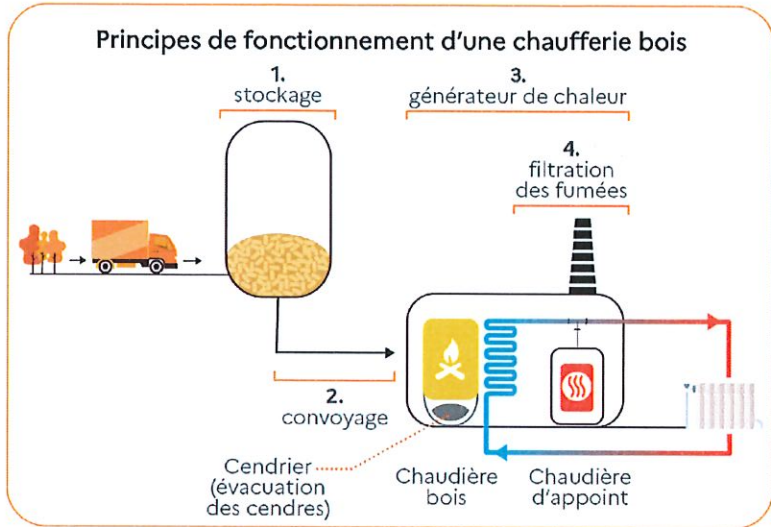 Principes de fonctionnement d'une chaufferie bois
1.
stockage
3.
générateur de chaleur
4.
filtration
des fumées
2.
convoyage
Cendrier
(évacuation
des cendres)
Chaudière
bois
Chaudière
d'appoint